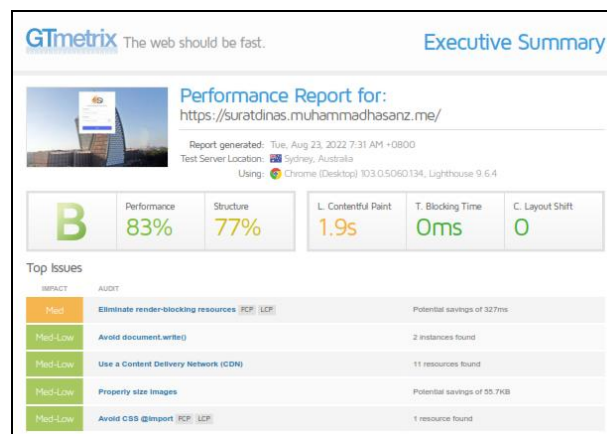 GTmetrix The web should be fast.
Executive Summary
Performance Report for:
https://suratdinas.muhammadhasanz.me/
Report generated: Tue, Aug 23, 2022 7:31 AM +0800
Test Server Location: Sydney, Australia
Using: Chrome (Desktop) 103.0.5060.134, Lighthouse 9.6.4
B
Performance
83%
Structure
77%
L. Contentful Paint
1.9s
T. Blocking Time
0ms
C. Layout Shift
0
Top Issues
IMPACT AUDIT
Med Eliminate render-blocking resources FCP LCP Potential savings of 327ms
Med-Low Avoid document.write() 2 instances found
Med-Low Use a Content Delivery Network (CDN) 11 resources found
Med-Low Properly size images Potential savings of 55.7KB
Med-Low Avoid CSS @import FCP LCP 1 resource found